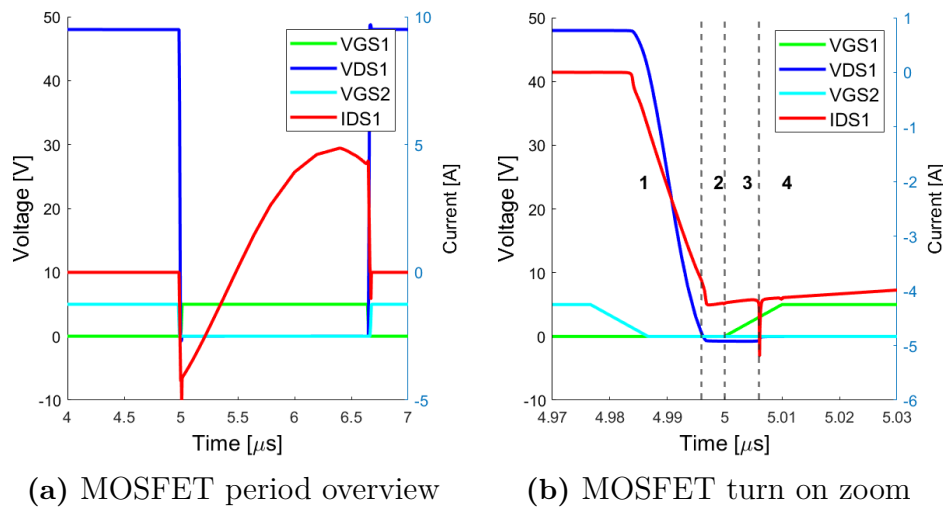 50
40
30
20
10
0
-10
Voltage [V]
10
5
0
-5
Current [A]
4
4.5
5
5.5
6
6.5
7
Time [μs]
VGS1
VDS1
VGS2
IDS1
(a) MOSFET period overview
50
40
30
20
10
0
-10
Voltage [V]
1
0
-1
-2
-3
-4
-5
-6
Current [A]
4.97
4.98
4.99
5
5.01
5.02
5.03
Time [μs]
VGS1
VDS1
VGS2
IDS1
1
2
3
4
(b) MOSFET turn on zoom